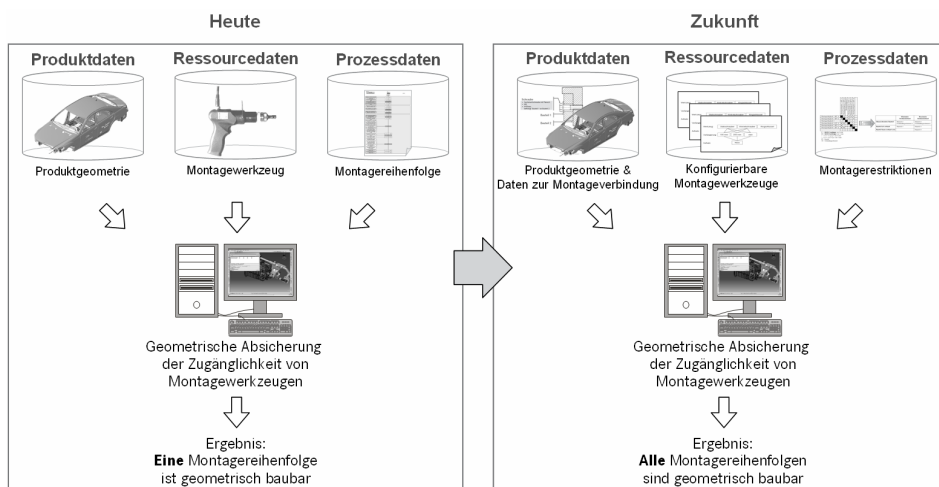 Heute
Produktdaten
Ressourcedaten
Prozessdaten
Produktgeometrie
Montagewerkzeug
Montagereihenfolge
Geometrische Absicherung
der Zugänglichkeit von
Montagewerkzeugen
Ergebnis:
Eine Montagereihenfolge
ist geometrisch baubar
Zukunft
Produktdaten
Ressourcedaten
Prozessdaten
Produktgeometrie &
Daten zur Montageverbindung
Konfigurierbare
Montagewerkzeuge
Montagerestriktionen
Geometrische Absicherung
der Zugänglichkeit von
Montagewerkzeugen
Ergebnis:
Alle Montagereihenfolgen
sind geometrisch baubar